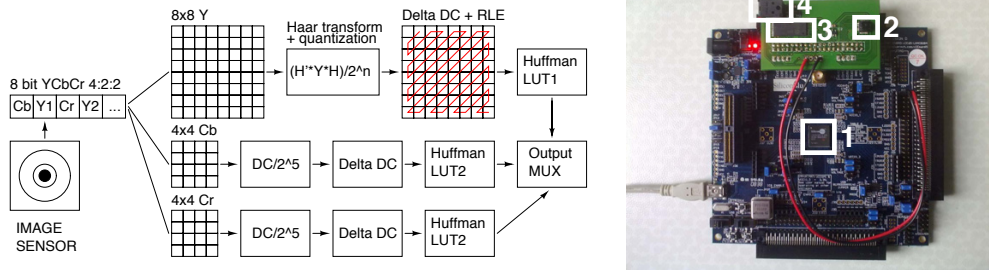 8x8 Y
Haar transform
+ quantization
Delta DC + RLE
(H'*Y*H)/2^n
Huffman
LUT1
8 bit YCbCr 4:2:2
Cb Y1 Cr Y2 ...
4x4 Cb
DC/2^5
Delta DC
Huffman
LUT2
Output
MUX
4x4 Cr
DC/2^5
Delta DC
Huffman
LUT2
IMAGE
SENSOR
4
3
2
1